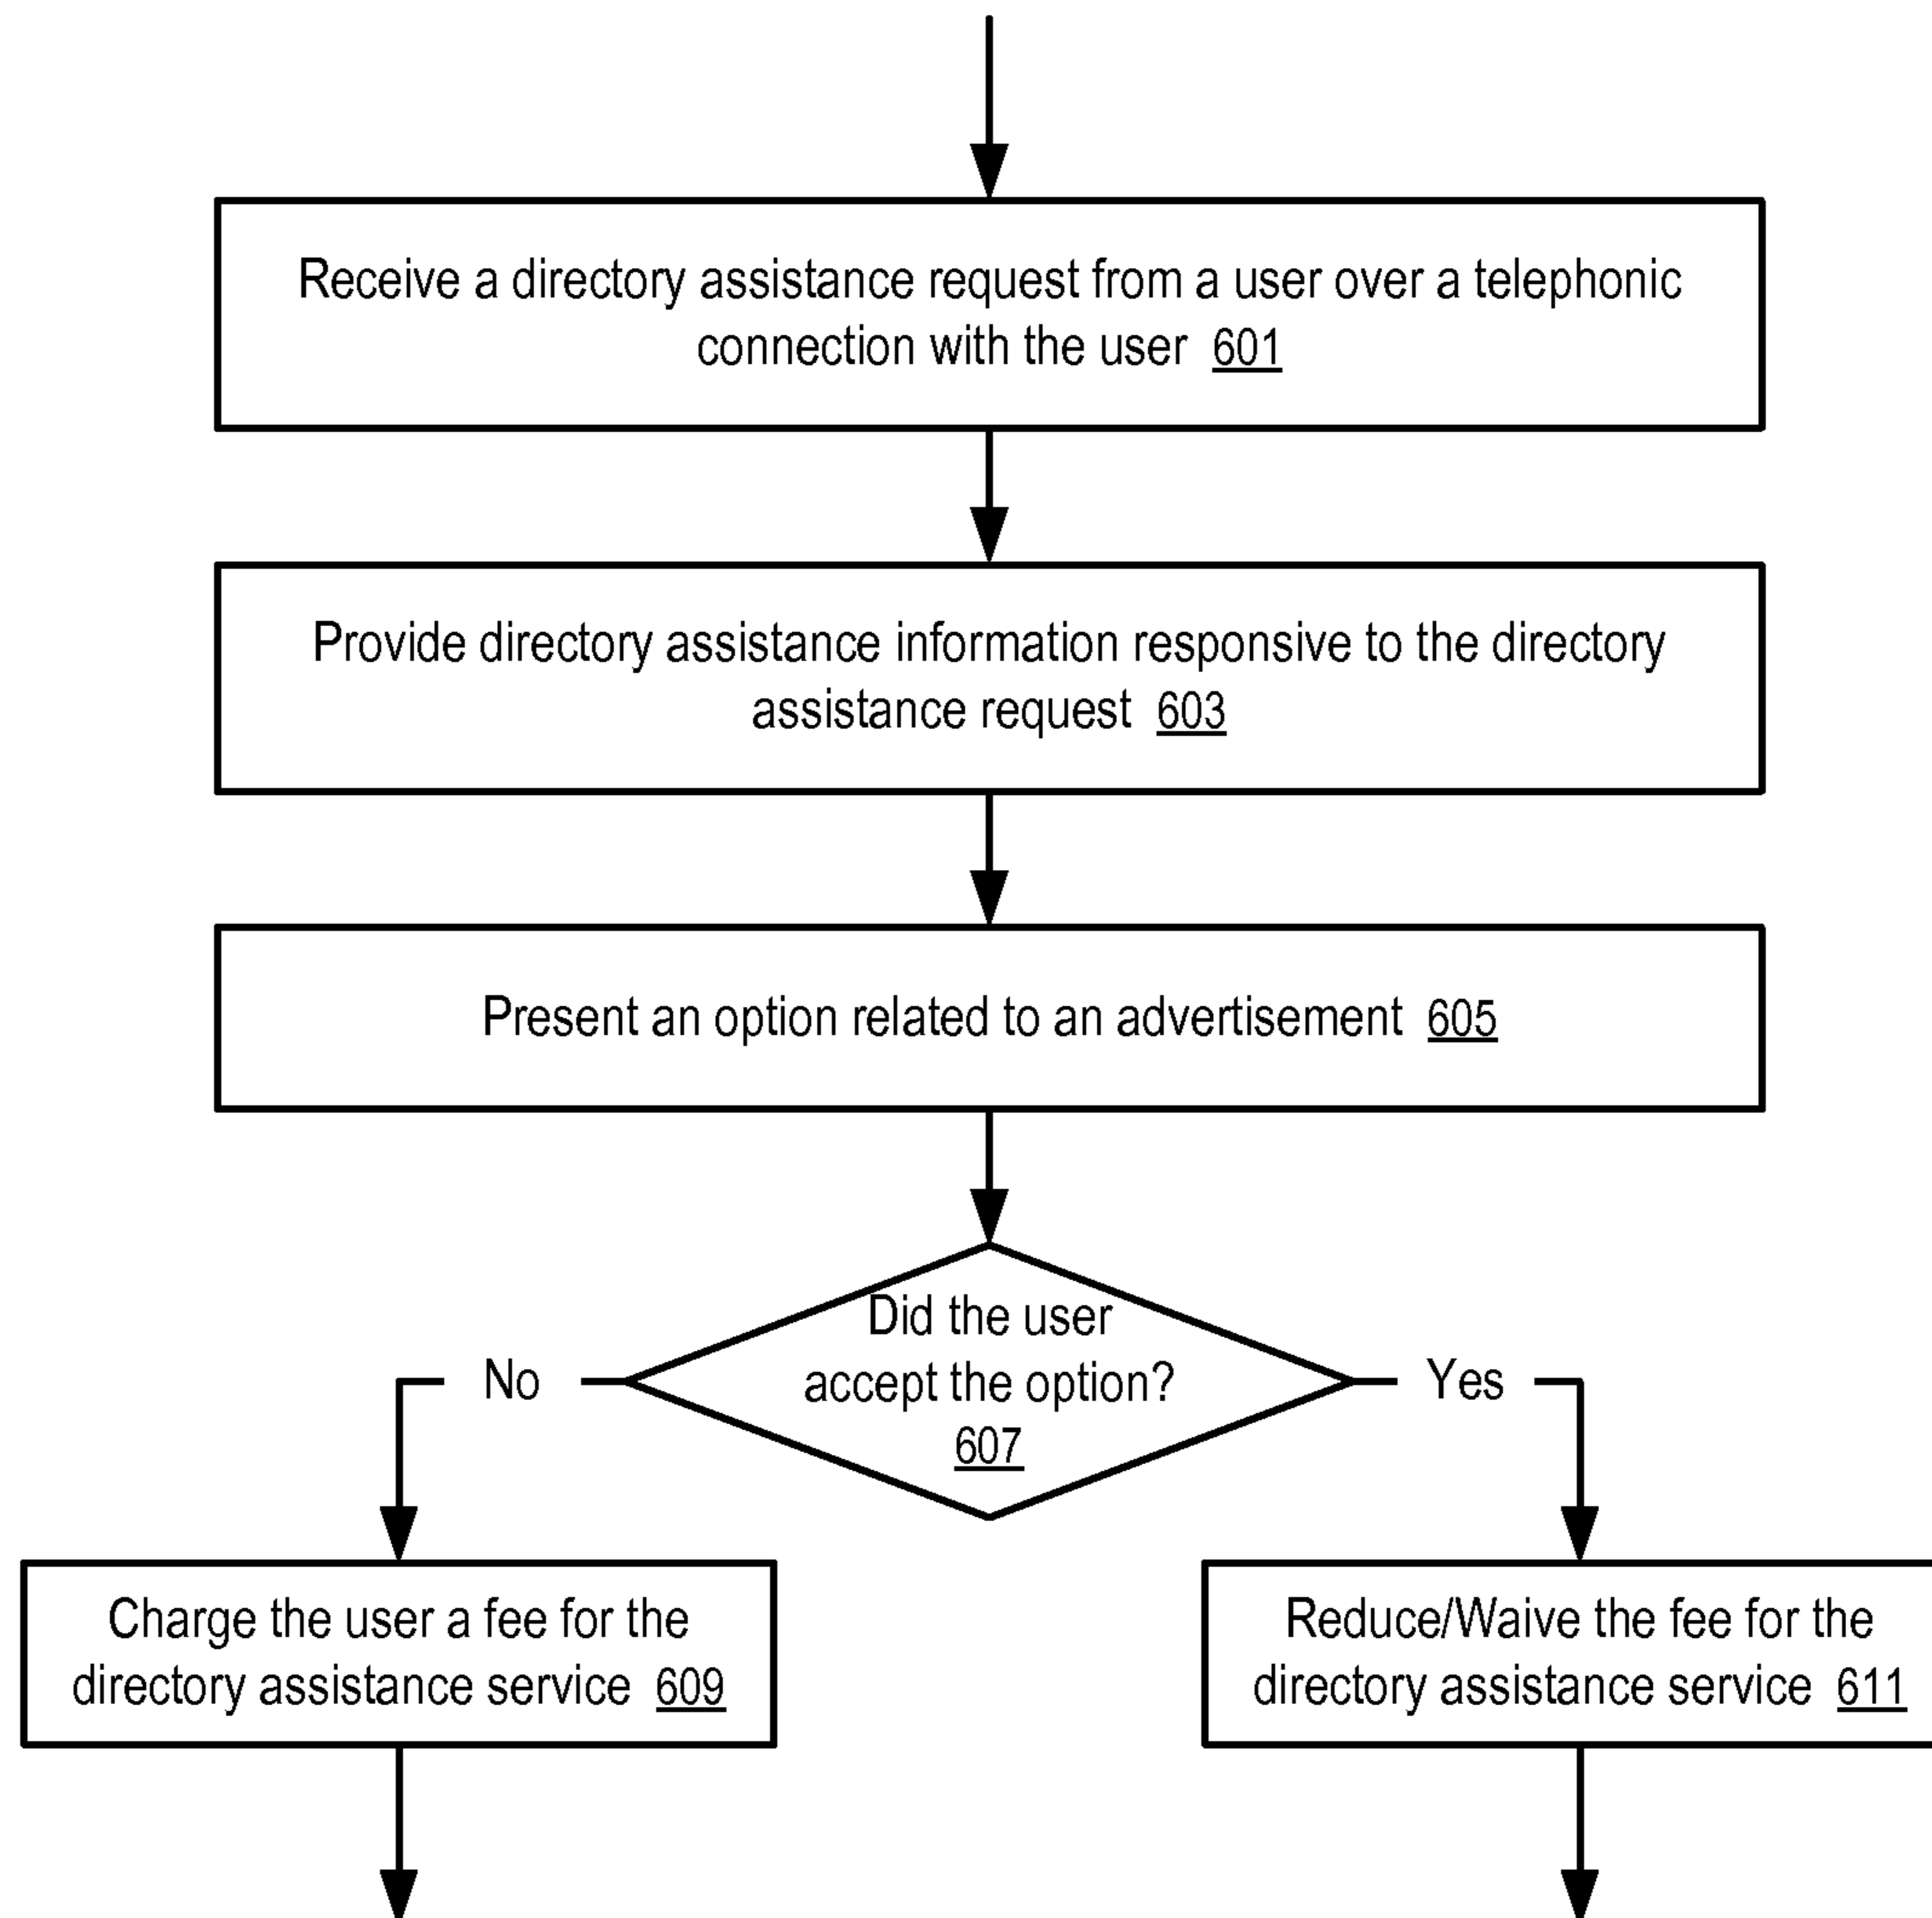 Receive a directory assistance request from a user over a telephonic
connection with the user 601
Provide directory assistance information responsive to the directory
assistance request 603
Present an option related to an advertisement 605
Did the user
accept the option?
607
No
Yes
Charge the user a fee for the
directory assistance service 609
Reduce/Waive the fee for the
directory assistance service 611